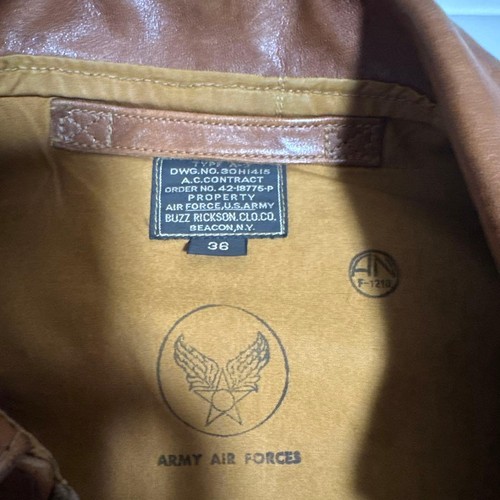 TYPE A-2
DWG. NO. 30H1415
A.C. CONTRACT
ORDER NO. 42-18775-P
PROPERTY
AIR FORCE, U.S. ARMY
BUZZ RICKSON. CLO. CO.
BEACON, N.Y.
36
AN
F-1210
ARMY AIR FORCES